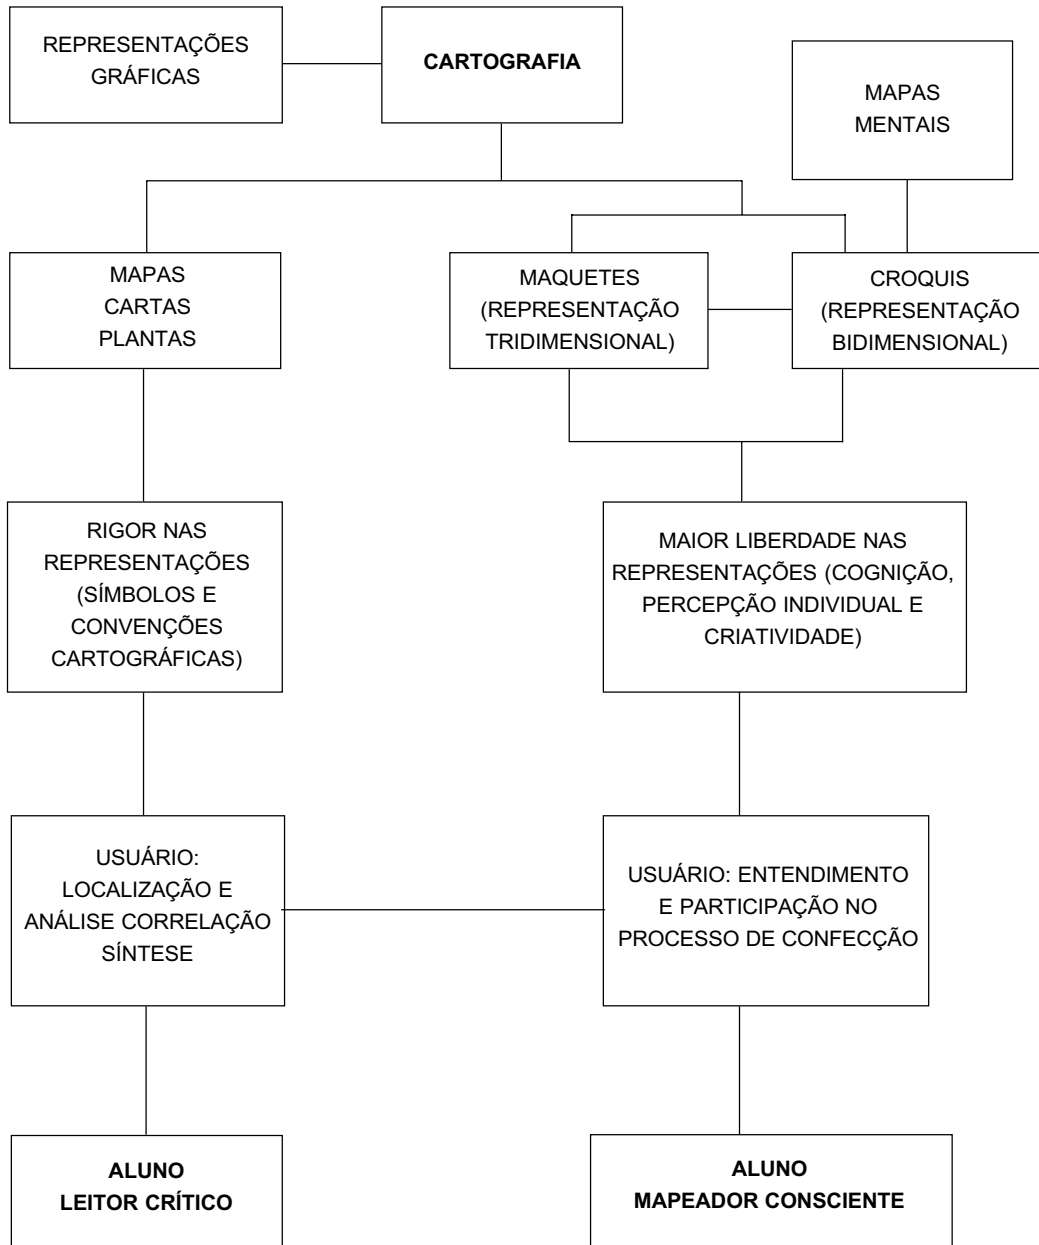 REPRESENTAÇÕES
GRÁFICAS
CARTOGRAFIA
MAPAS
MENTAIS
MAPAS
CARTAS
PLANTAS
MAQUETES
(REPRESENTAÇÃO
TRIDIMENSIONAL)
CROQUIS
(REPRESENTAÇÃO
BIDIMENSIONAL)
RIGOR NAS
REPRESENTAÇÕES
(SÍMBOLOS E
CONVENÇÕES
CARTOGRÁFICAS)
MAIOR LIBERDADE NAS
REPRESENTAÇÕES (COGNIÇÃO,
PERCEPÇÃO INDIVIDUAL E
CRIATIVIDADE)
USUÁRIO:
LOCALIZAÇÃO E
ANÁLISE CORRELAÇÃO
SÍNTESE
USUÁRIO: ENTENDIMENTO
E PARTICIPAÇÃO NO
PROCESSO DE CONFECÇÃO
ALUNO
LEITOR CRÍTICO
ALUNO
MAPEADOR CONSCIENTE